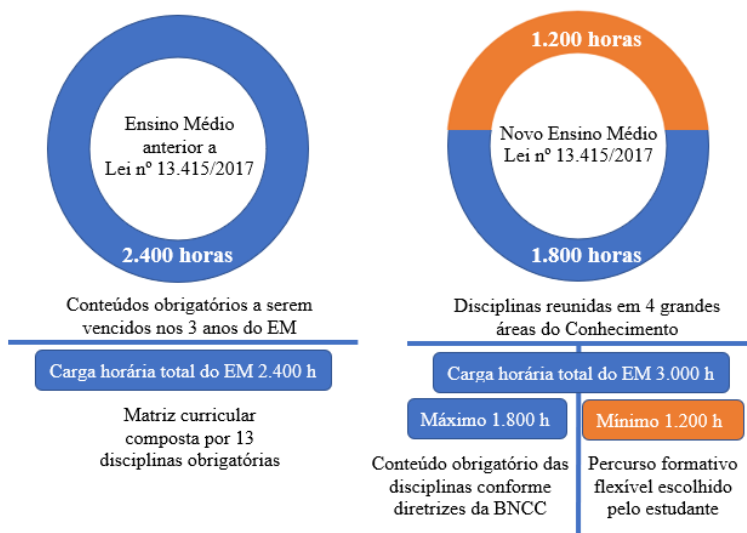 Ensino Médio
anterior a
Lei nº 13.415/2017
2.400 horas
Conteúdos obrigatórios a serem
vencidos nos 3 anos do EM
Carga horária total do EM 2.400 h
Matriz curricular
composta por 13
disciplinas obrigatórias
1.200 horas
Novo Ensino Médio
Lei nº 13.415/2017
1.800 horas
Disciplinas reunidas em 4 grandes
áreas do Conhecimento
Carga horária total do EM 3.000 h
Máximo 1.800 h
Conteúdo obrigatório das
disciplinas conforme
diretrizes da BNCC
Mínimo 1.200 h
Percurso formativo
flexível escolhido
pelo estudante